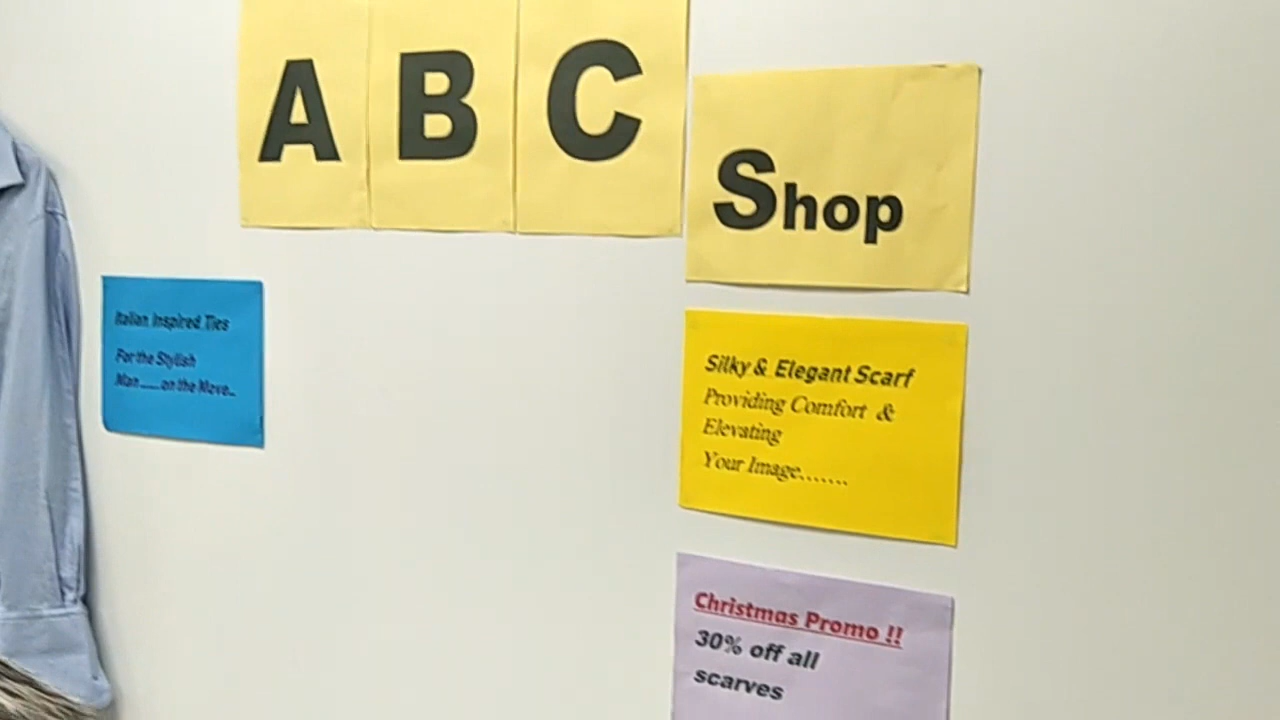 A B C
Shop
Italian Inspired Ties
For the Stylish
Man......on the Move..
Silky & Elegant Scarf
Providing Comfort &
Elevating
Your Image.......
Christmas Promo !!
30% off all
scarves